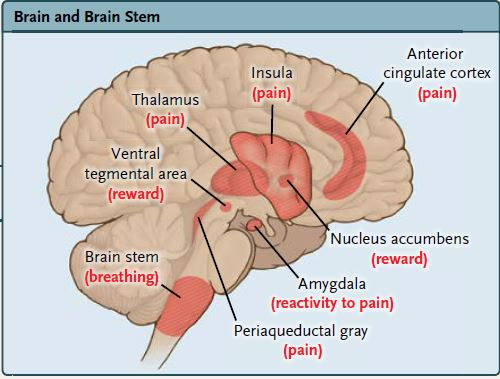 Brain and Brain Stem
Anterior
cingulate cortex
(pain)
Insula
(pain)
Thalamus
(pain)
Ventral
tegmental area
(reward)
Nucleus accumbens
(reward)
Brain stem
(breathing)
Amygdala
(reactivity to pain)
Periaqueductal gray
(pain)